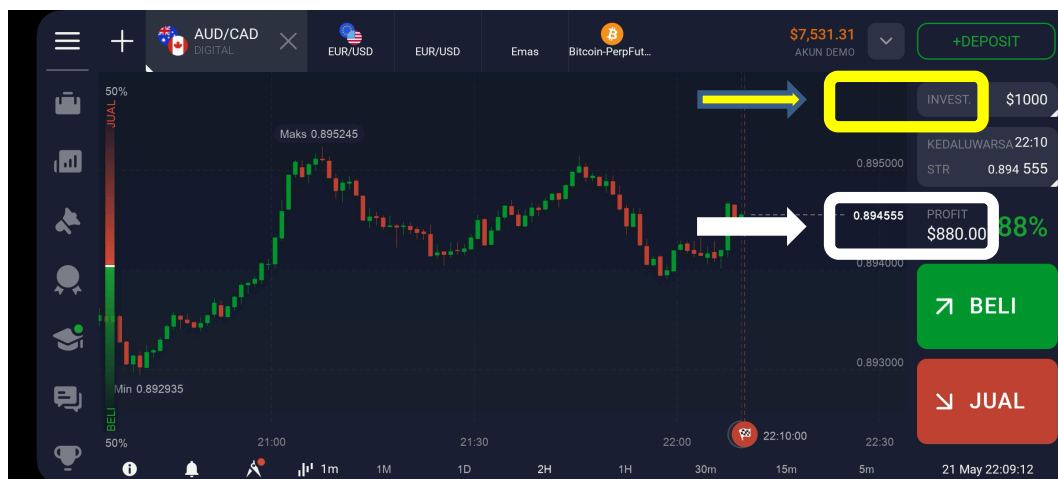 AUD/CAD
DIGITAL
EUR/USD
EUR/USD
Emas
Bitcoin-PerpFut...
$7,531.31
AKUN DEMO
+DEPOSIT
50%
JUAL
Maks 0.895245
INVEST.
$1000
KEDALUWARSA 22:10
STR
0.894 555
0.895000
0.894555
PROFIT
$880.00
88%
0.894000
BELI
0.893000
Min 0.892935
JUAL
BELI
50%
21:00
21:30
22:00
22:10:00
22:30
1m
1M
1D
2H
1H
30m
15m
5m
21 May 22:09:12